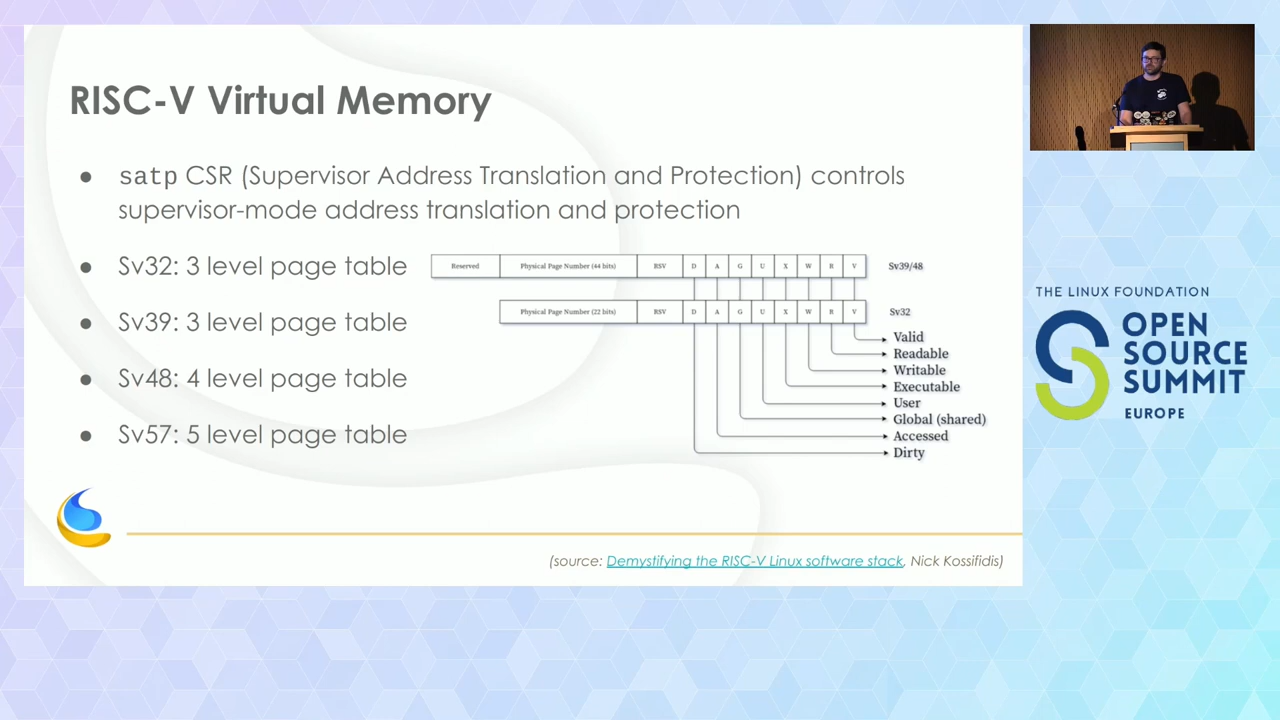 RISC-V Virtual Memory
● satp CSR (Supervisor Address Translation and Protection) controls
supervisor-mode address translation and protection
● Sv32: 3 level page table
● Sv39: 3 level page table
● Sv48: 4 level page table
● Sv57: 5 level page table
Reserved Physical Page Number (44 bits) RSV D A G U X W R V Sv39/48
Physical Page Number (22 bits) RSV D A G U X W R V Sv32
Valid
Readable
Writable
Executable
User
Global (shared)
Accessed
Dirty
(source: Demystifying the RISC-V Linux software stack, Nick Kossifidis)
THE LINUX FOUNDATION
OPEN
SOURCE
SUMMIT
EUROPE